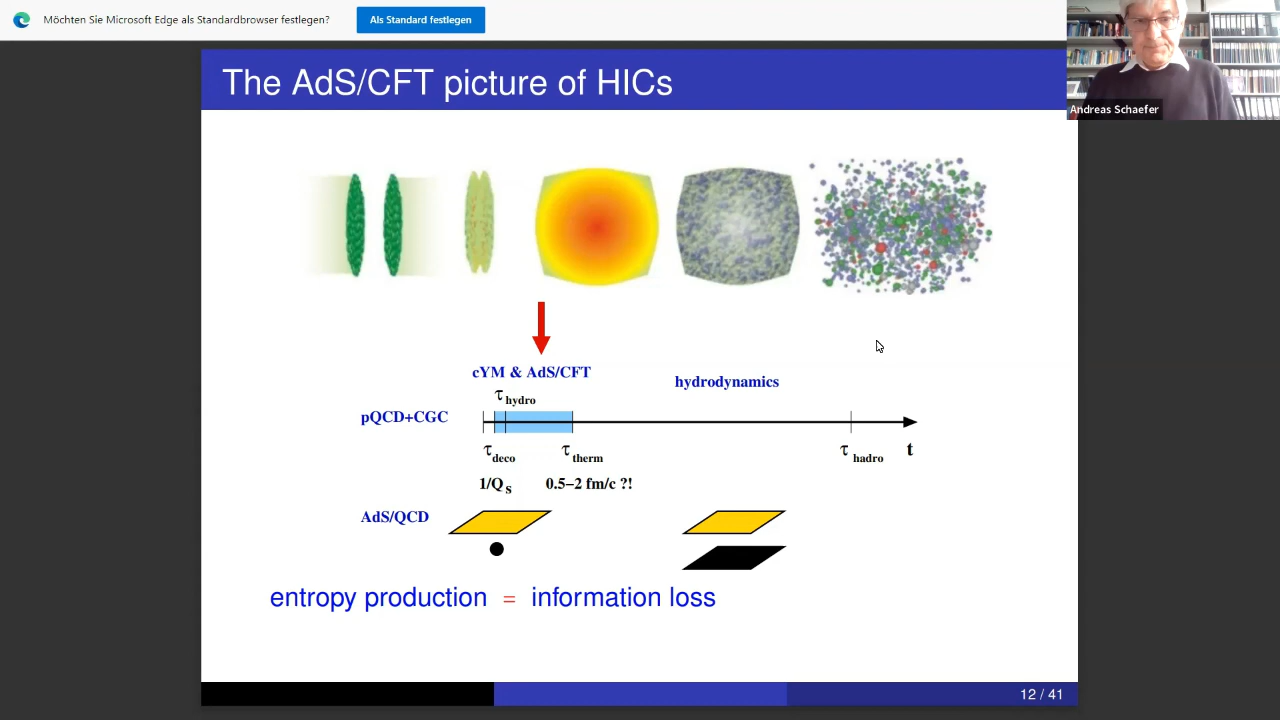 Möchten Sie Microsoft Edge als Standardbrowser festlegen?
Als Standard festlegen
Andreas Schaefer
The AdS/CFT picture of HICs
cYM & AdS/CFT
hydrodynamics
τ hydro
pQCD+CGC
τ deco
τ therm
τ hadro
t
1/Q s
0.5–2 fm/c ?!
AdS/QCD
entropy production = information loss
12 / 41